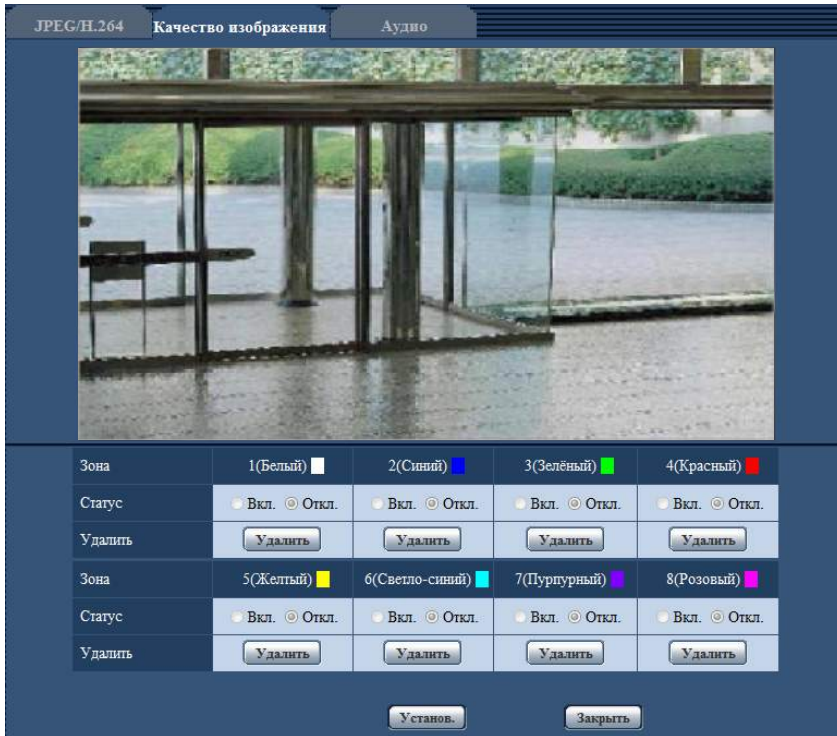 JPEG/H.264 Качество изображения Аудио
Зона 1(Белый) 2(Синий) 3(Зелёный) 4(Красный)
Статус Вкл. Откл. Вкл. Откл. Вкл. Откл. Вкл. Откл.
Удалить Удалить Удалить Удалить Удалить
Зона 5(Желтый) 6(Светло-синий) 7(Пурпурный) 8(Розовый)
Статус Вкл. Откл. Вкл. Откл. Вкл. Откл. Вкл. Откл.
Удалить Удалить Удалить Удалить Удалить
Установ. Закрыть